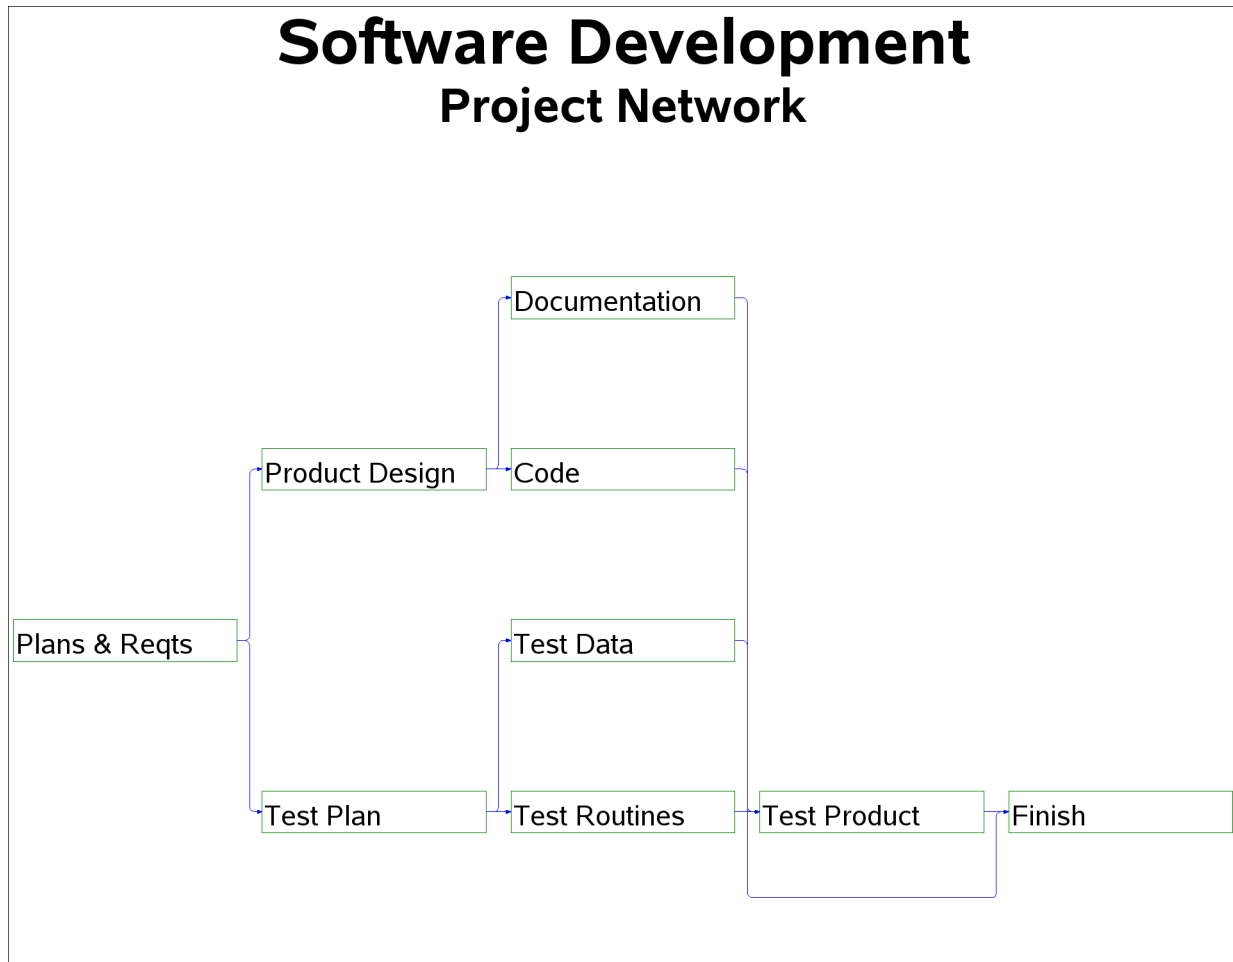 Software Development
Project Network
Documentation
Product Design
Code
Plans & Reqts
Test Data
Test Plan
Test Routines
Test Product
Finish